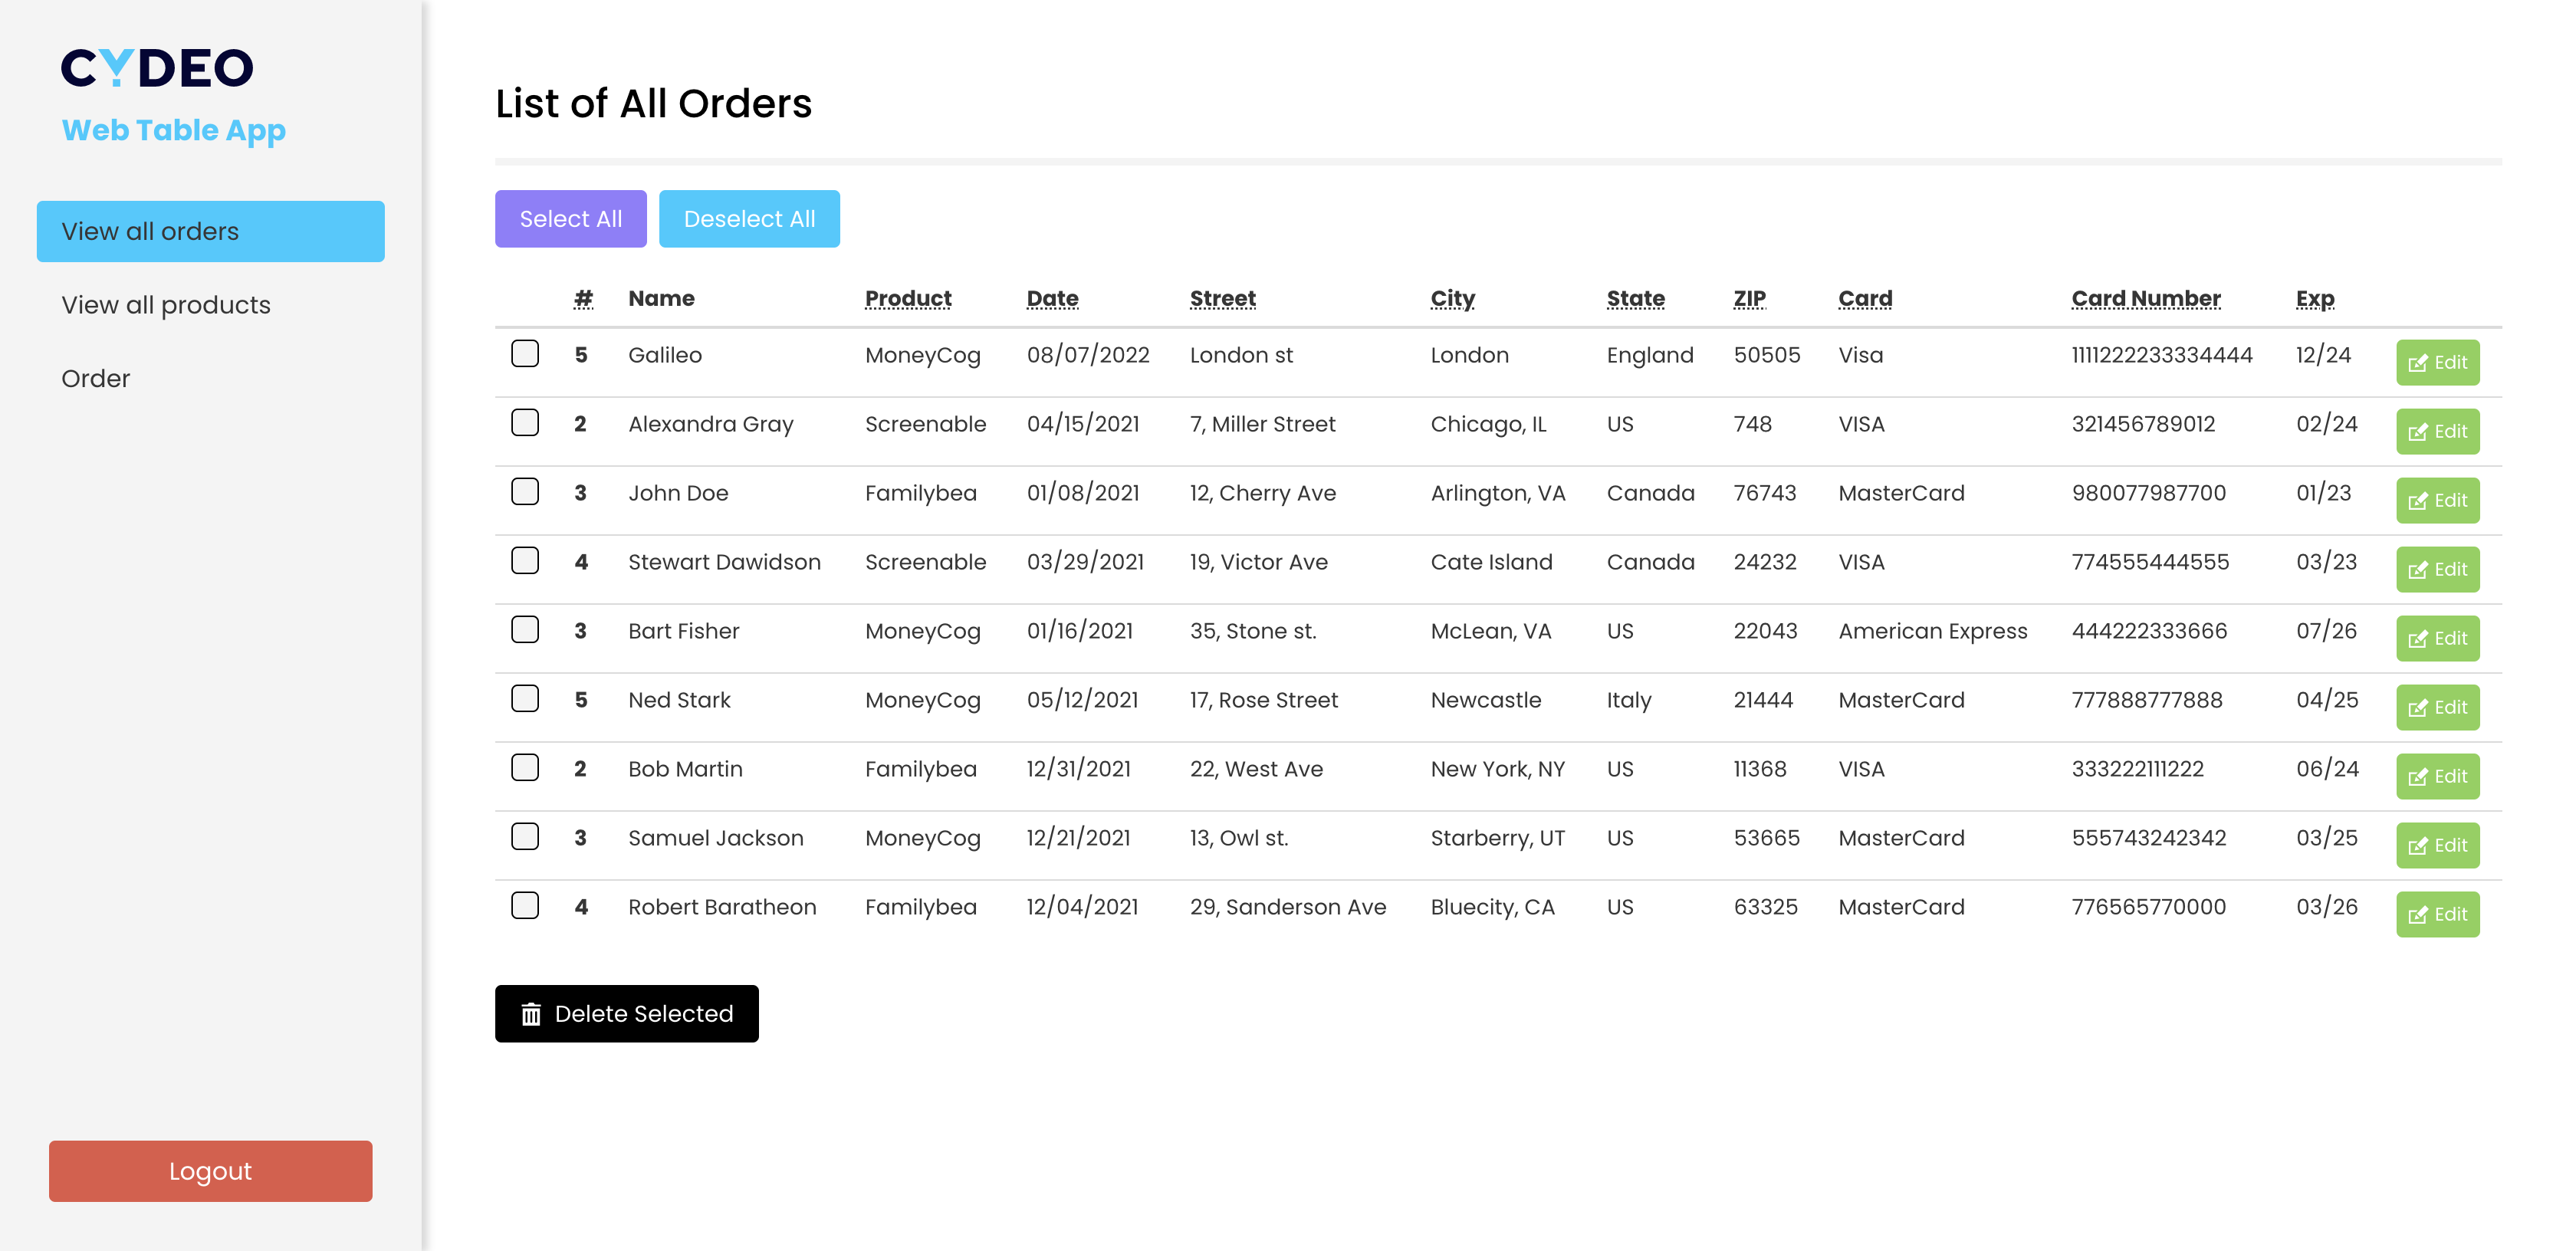 CYDEO
Web Table App
View all orders
View all products
Order
Logout
List of All Orders
Select All Deselect All
# Name Product Date Street City State ZIP Card Card Number Exp
5 Galileo MoneyCog 08/07/2022 London st London England 50505 Visa 1111222233334444 12/24 Edit
2 Alexandra Gray Screenable 04/15/2021 7, Miller Street Chicago, IL US 748 VISA 321456789012 02/24 Edit
3 John Doe Familybea 01/08/2021 12, Cherry Ave Arlington, VA Canada 76743 MasterCard 980077987700 01/23 Edit
4 Stewart Dawidson Screenable 03/29/2021 19, Victor Ave Cate Island Canada 24232 VISA 774555444555 03/23 Edit
3 Bart Fisher MoneyCog 01/16/2021 35, Stone st. McLean, VA US 22043 American Express 444222333666 07/26 Edit
5 Ned Stark MoneyCog 05/12/2021 17, Rose Street Newcastle Italy 21444 MasterCard 777888777888 04/25 Edit
2 Bob Martin Familybea 12/31/2021 22, West Ave New York, NY US 11368 VISA 333222111222 06/24 Edit
3 Samuel Jackson MoneyCog 12/21/2021 13, Owl st. Starberry, UT US 53665 MasterCard 555743242342 03/25 Edit
4 Robert Baratheon Familybea 12/04/2021 29, Sanderson Ave Bluecity, CA US 63325 MasterCard 776565770000 03/26 Edit
Delete Selected